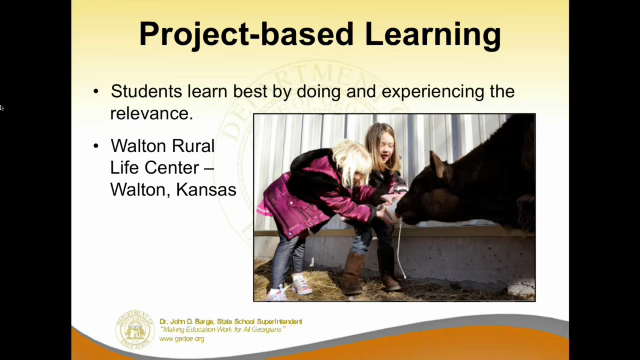 Project-based Learning
• Students learn best by doing and experiencing the
relevance.
• Walton Rural
Life Center –
Walton, Kansas
Dr. John D. Barge, State School Superintendent
"Making Education Work for All Georgians"
www.gadoe.org